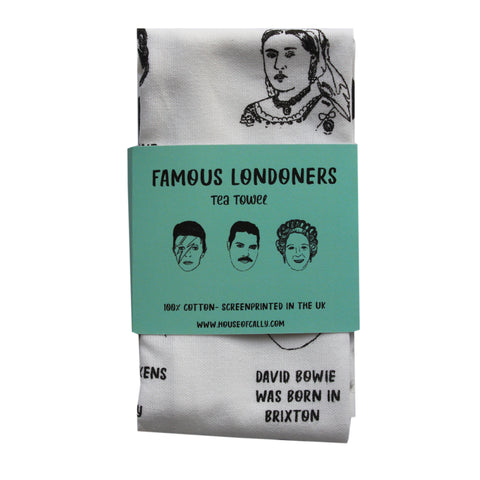 FAMOUS LONDONERS
TEA TOWEL
100% COTTON- SCREENPRINTED IN THE UK
WWW.HOUSEOFCALLY.COM
KENS
DAVID BOWIE
WAS BORN IN
BRIXTON